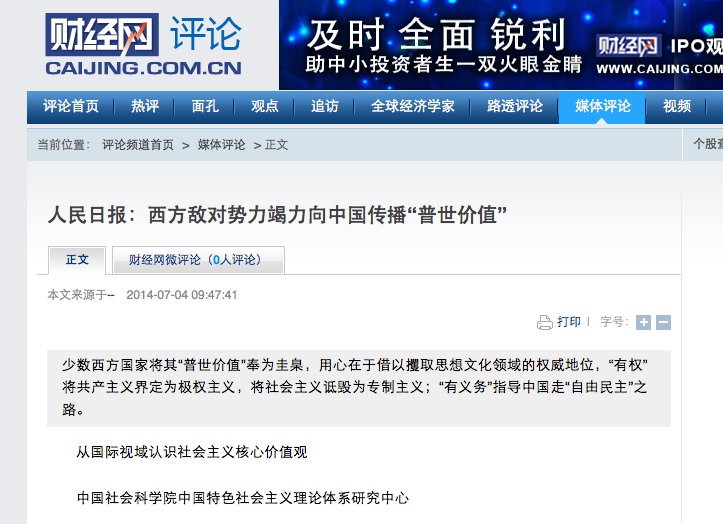 财经网 评论
CAIJING.COM.CN
及时 全面 锐利
助中小投资者生一双火眼金睛
财经网 IPO观
WWW.CAIJING.COM
评论首页 热评 面孔 观点 追访 全球经济学家 路透评论 媒体评论 视频
当前位置： 评论频道首页 > 媒体评论 > 正文
个股查
人民日报：西方敌对势力竭力向中国传播“普世价值”
正文 财经网微评论（0人评论）
本文来源于-- 2014-07-04 09:47:41
打印 | 字号：
少数西方国家将其“普世价值”奉为圭臬，用心在于借以攫取思想文化领域的权威地位，“有权”
将共产主义界定为极权主义，将社会主义诋毁为专制主义；“有义务”指导中国走“自由民主”之
路。
从国际视域认识社会主义核心价值观
中国社会科学院中国特色社会主义理论体系研究中心